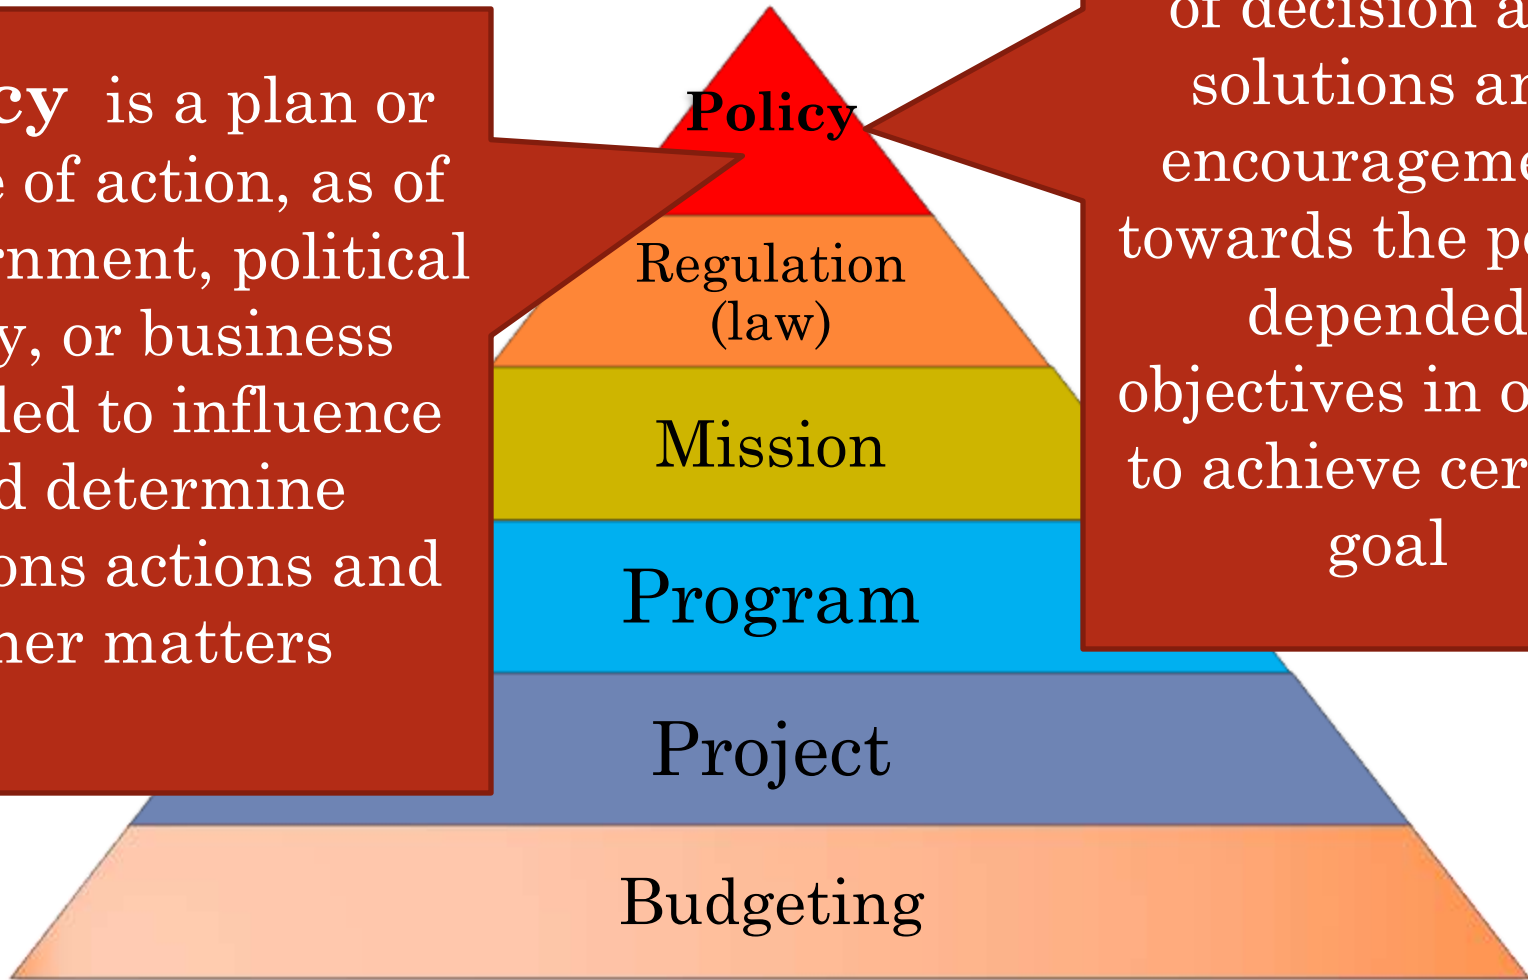 cy is a plan or
of action, as of
rnment, political
y, or business
led to influence
d determine
ons actions and
her matters
Policy
Regulation
(law)
Mission
Program
Project
Budgeting
of decision a
solutions an
encourageme
towards the p
depended
objectives in o
to achieve cer
goal